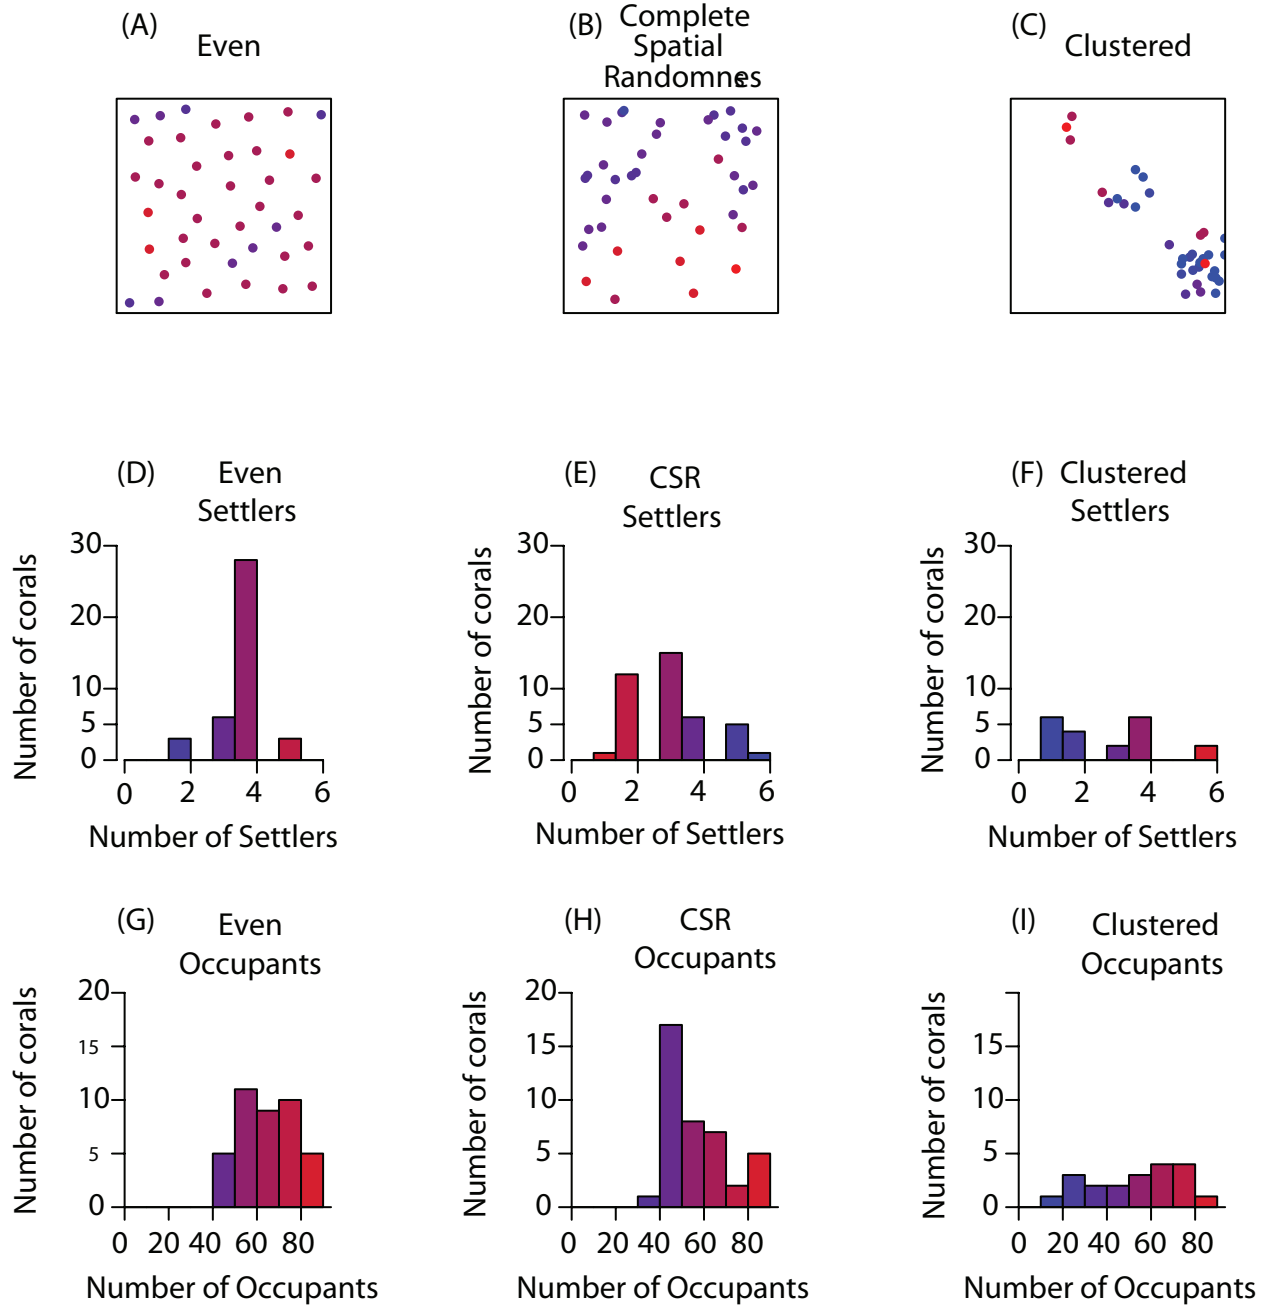 (A)
Even
(B)
Complete
Spatial
Randomnes
s
(C)
Clustered
(D)
Even
Settlers
(E)
CSR
Settlers
(F)
Clustered
Settlers
Number of corals
30
20
10
5
0
0 2 4 6
Number of Settlers
Number of corals
30
20
10
5
0
0 2 4 6
Number of Settlers
Number of corals
30
20
10
5
0
0 2 4 6
Number of Settlers
(G)
Even
Occupants
(H)
CSR
Occupants
(I)
Clustered
Occupants
Number of corals
20
15
10
5
0
0 20 40 60 80
Number of Occupants
Number of corals
20
15
10
5
0
0 20 40 60 80
Number of Occupants
Number of corals
15
10
5
0
0 20 40 60 80
Number of Occupants